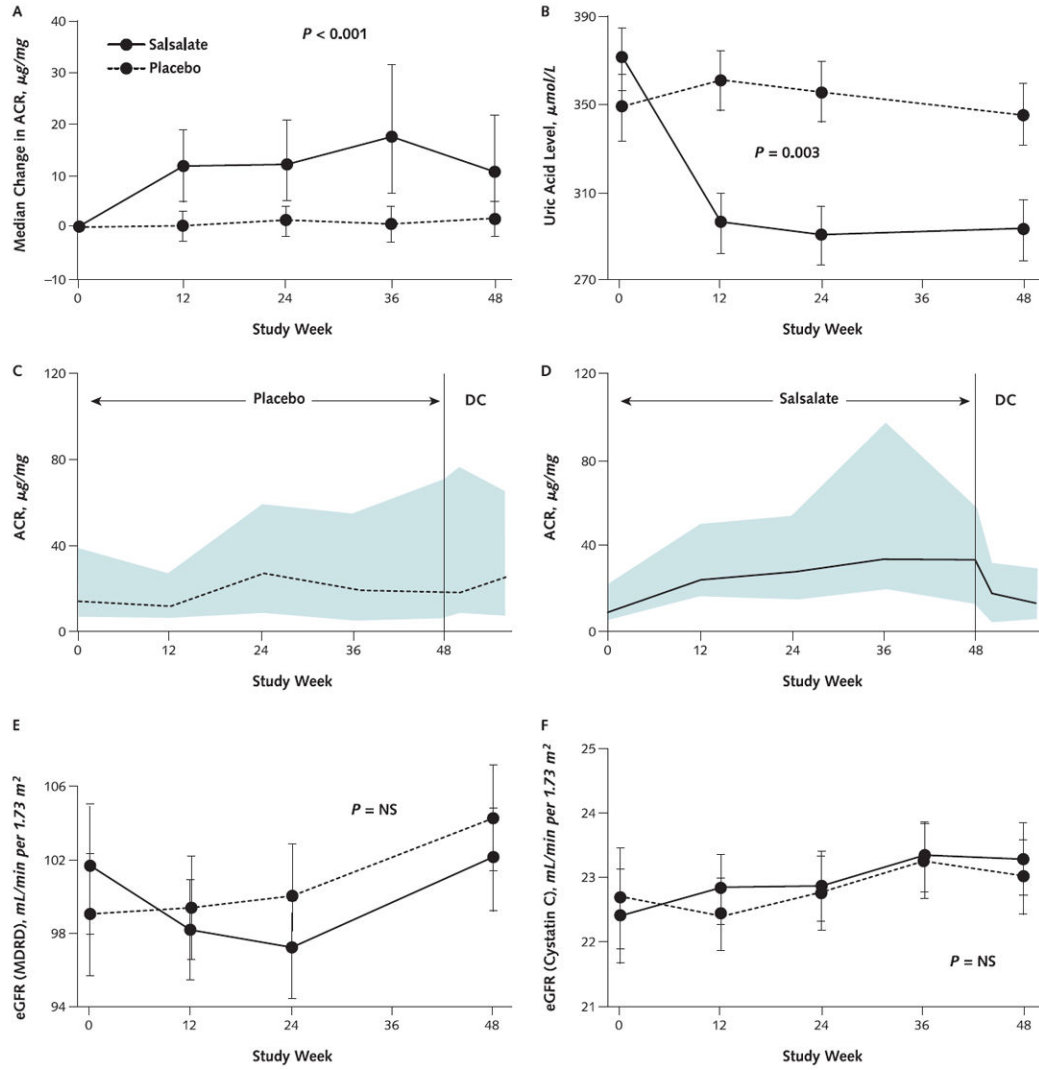 A
Median Change in ACR, μg/mg
40
30
20
10
0
–10
Salsalate
Placebo
P < 0.001
0 12 24 36 48
Study Week
B
Uric Acid Level, μmol/L
390
350
310
270
P = 0.003
0 12 24 36 48
Study Week
C
ACR, μg/mg
120
80
40
0
Placebo DC
0 12 24 36 48
Study Week
D
ACR, μg/mg
120
80
40
0
Salsalate DC
0 12 24 36 48
Study Week
E
eGFR (MDRD), mL/min per 1.73 m²
106
102
98
94
P = NS
0 12 24 36 48
Study Week
F
eGFR (Cystatin C), mL/min per 1.73 m²
25
24
23
22
21
P = NS
0 12 24 36 48
Study Week